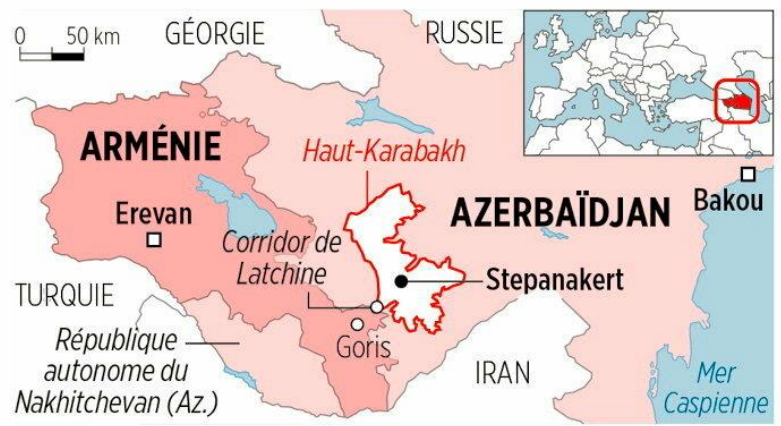 0 50 km
GÉORGIE
RUSSIE
ARMÉNIE
Haut-Karabakh
Erevan
AZERBAÏDJAN
Bakou
Corridor de
Latchine
Stepanakert
TURQUIE
Goris
République
autonome du
Nakhitchevan (Az.)
IRAN
Mer
Caspienne